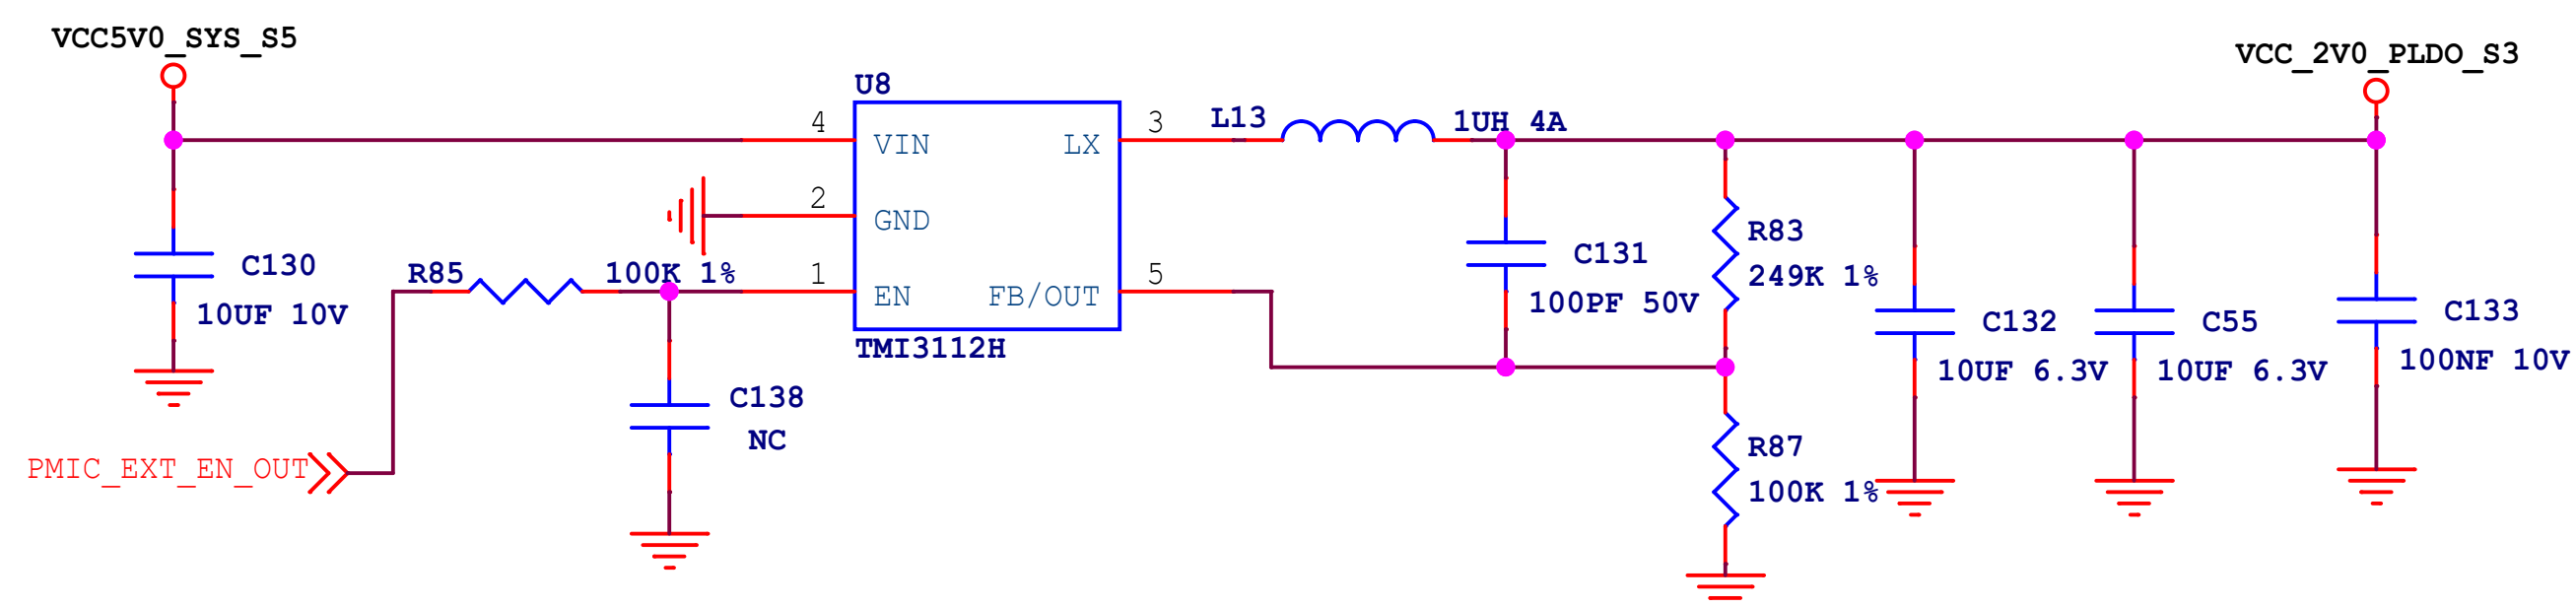 VCC5V0_SYS_S5
VCC_2V0_PLDO_S3
U8
4
VIN
LX
3
L13
1UH 4A
2
GND
R85
100K 1%
1
EN
FB/OUT
5
TMI3112H
C130
10UF 10V
C131
100PF 50V
R83
249K 1%
C132
10UF 6.3V
C55
10UF 6.3V
C133
100NF 10V
C138
NC
PMIC_EXT_EN_OUT
R87
100K 1%